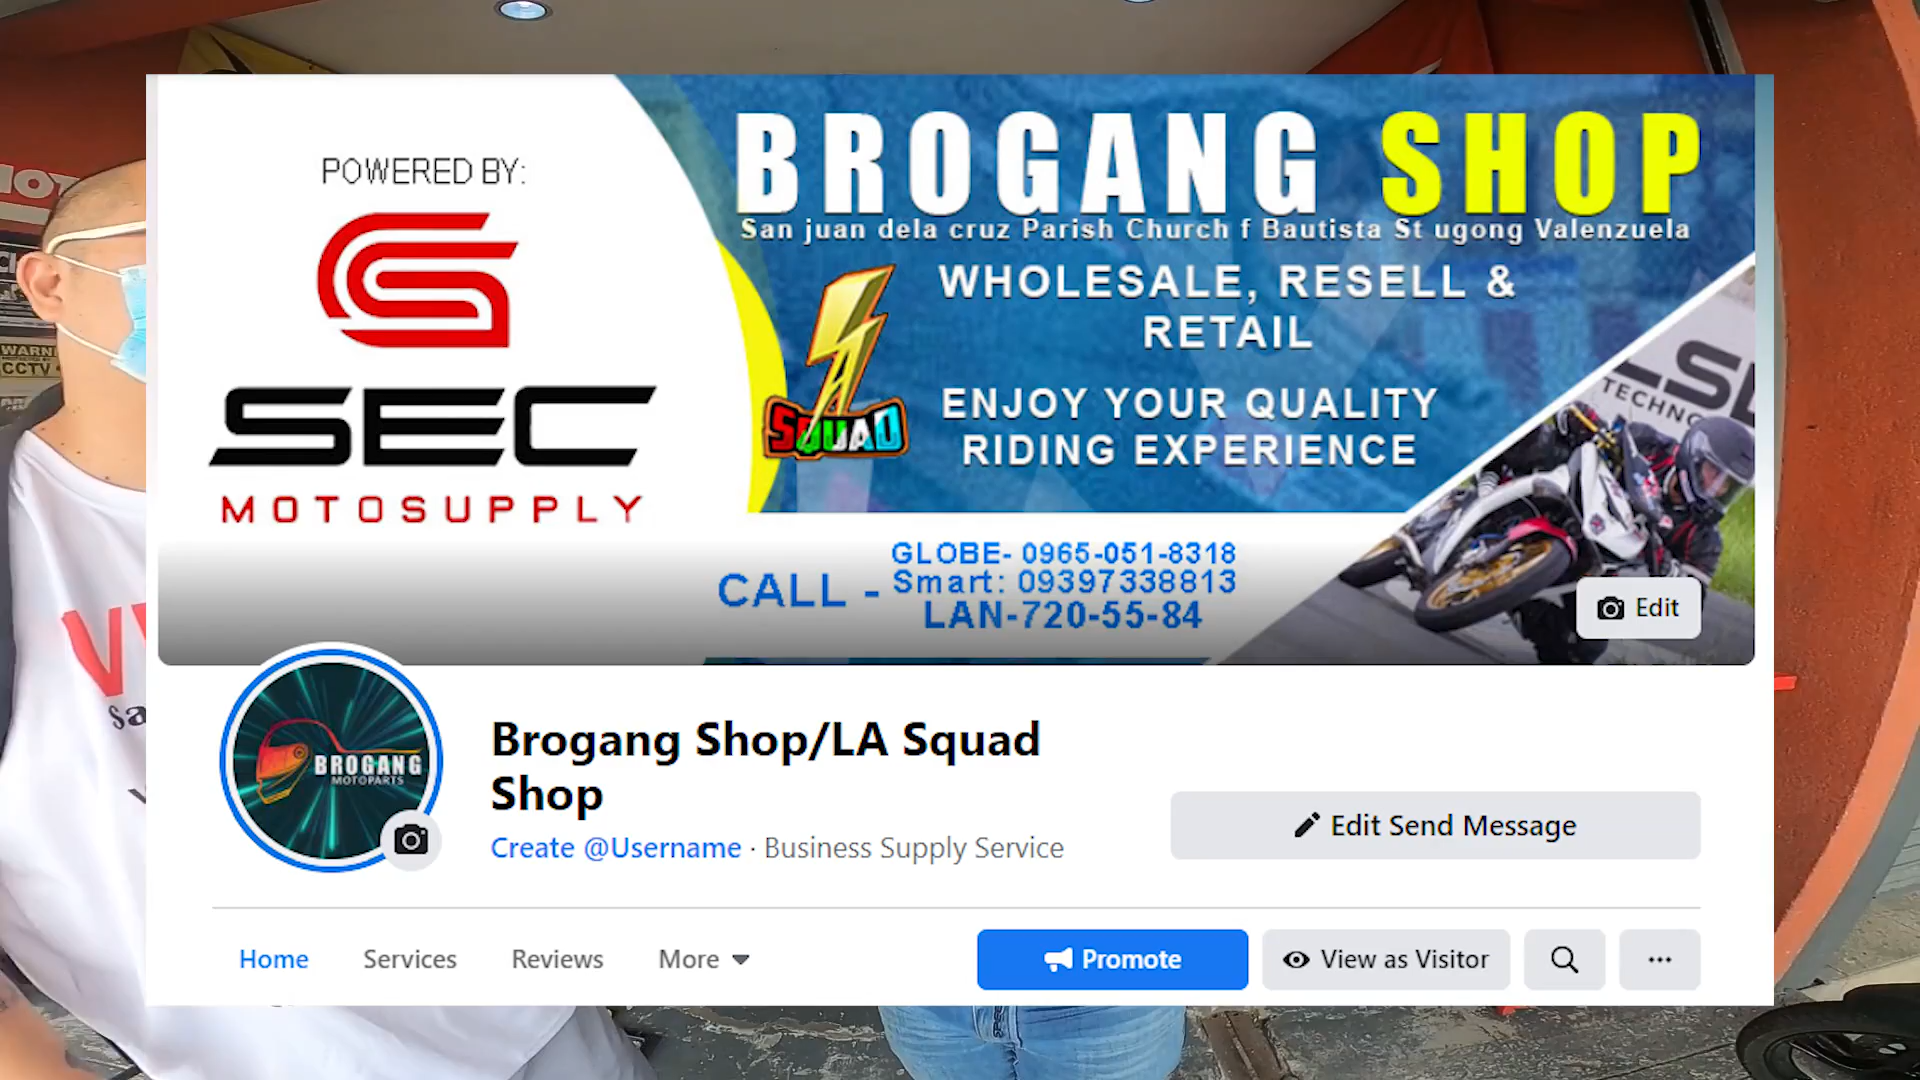 POWERED BY:
SEC
MOTOSUPPLY
BROGANG SHOP
San juan dela cruz Parish Church f Bautista St ugong Valenzuela
WHOLESALE, RESELL &
RETAIL
SQUAD
ENJOY YOUR QUALITY
RIDING EXPERIENCE
TECHNO
CALL -
GLOBE- 0965-051-8318
Smart: 09397338813
LAN-720-55-84
Edit
BROGANG
MOTOPARTS
Brogang Shop/LA Squad
Shop
Create @Username · Business Supply Service
Edit Send Message
Home
Services
Reviews
More
Promote
View as Visitor
WARNI
CCTV